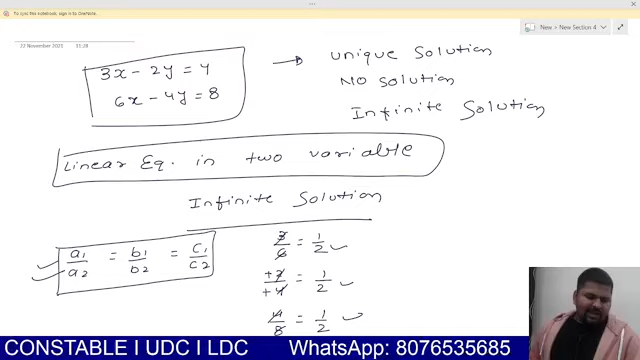 To sync this notebook, sign in to OneNote.
New Section 4
22 November 2021 11:28
3x - 2y = 4
6x - 4y = 8
Unique Solution
No Solution
Infinite Solution
Linear Eq. in two variable
Infinite Solution
a1/a2 = b1/b2 = c1/c2
3/6 = 1/2
+2/+4 = 1/2
4/8 = 1/2
CONSTABLE I UDC I LDC WhatsApp: 8076535685